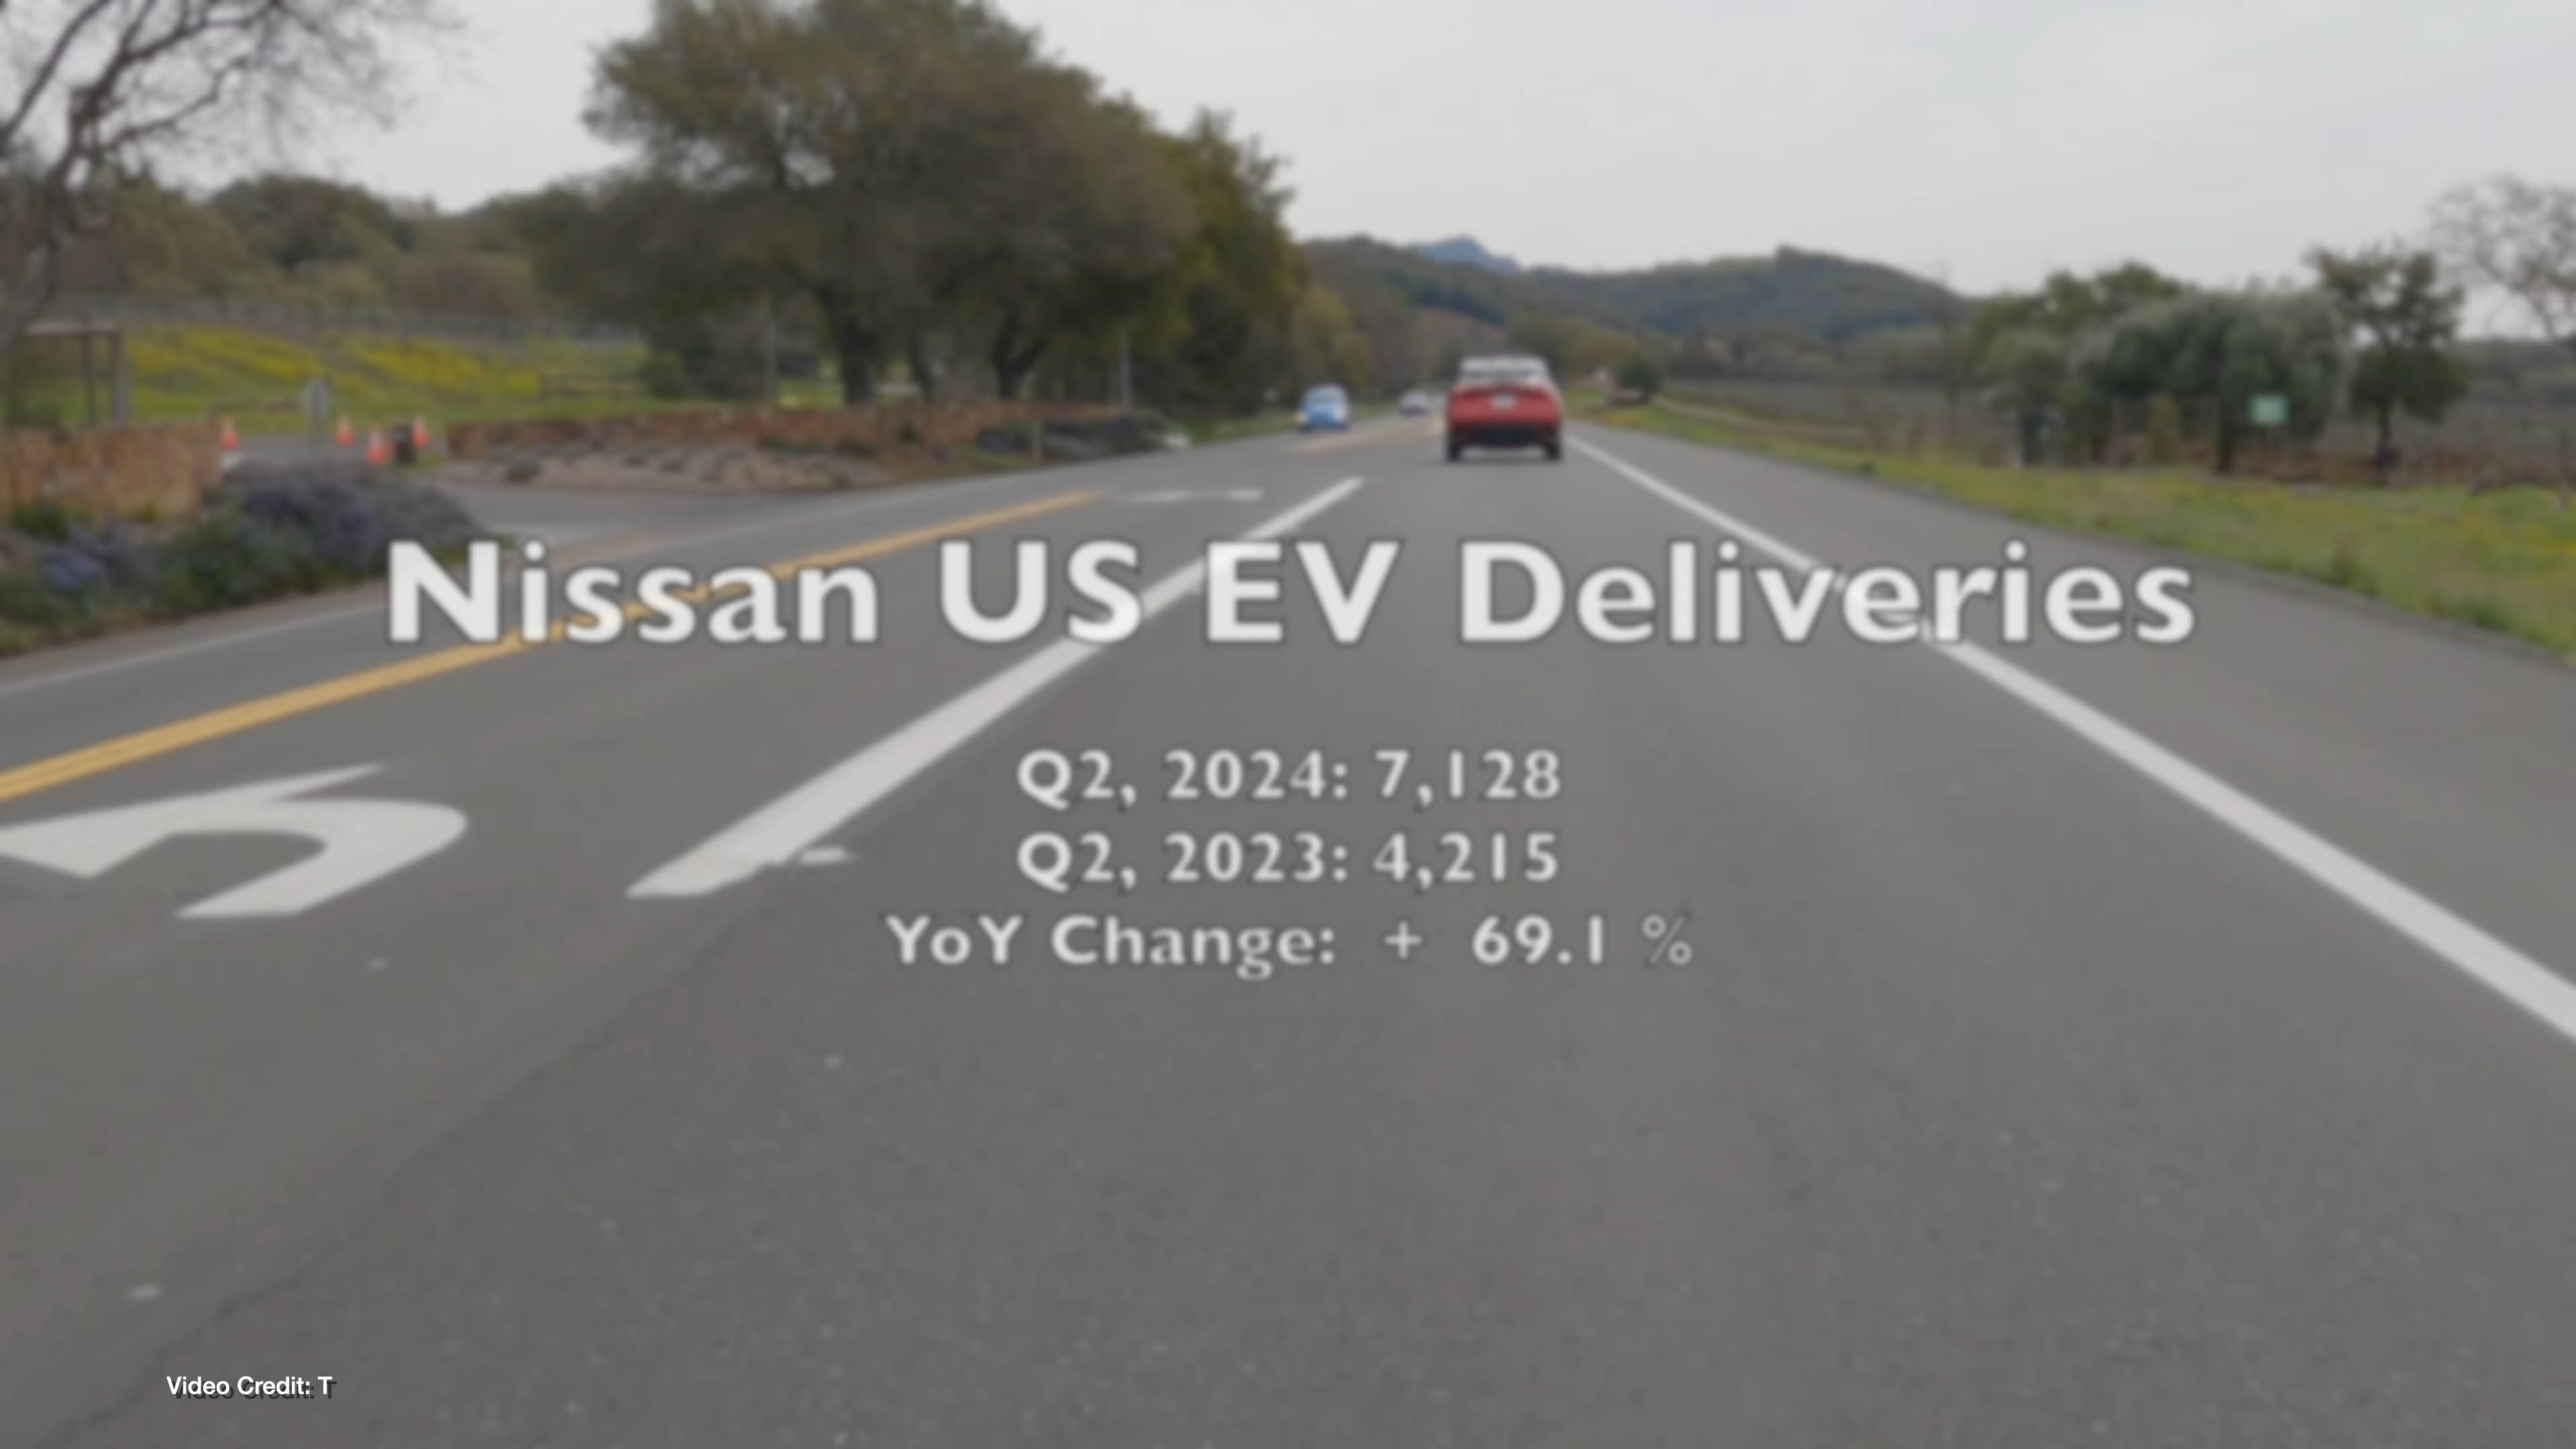 Nissan US EV Deliveries
Q2, 2024: 7,128
Q2, 2023: 4,215
YoY Change: + 69.1 %
Video Credit: T